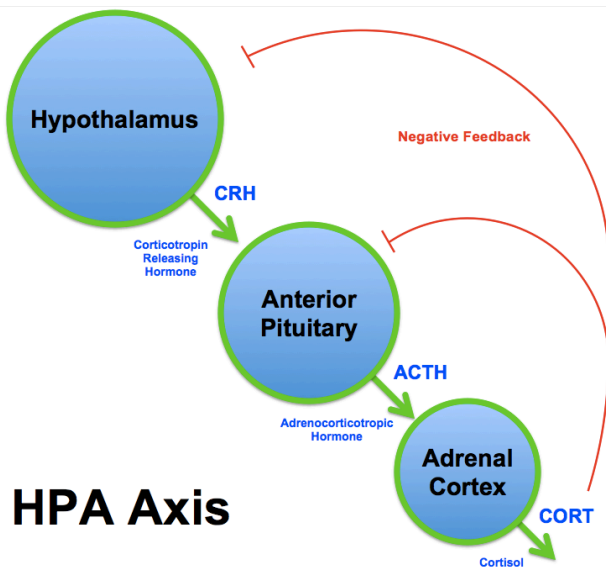 Hypothalamus
Negative Feedback
CRH
Corticotropin
Releasing
Hormone
Anterior
Pituitary
ACTH
Adrenocorticotropic
Hormone
Adrenal
Cortex
HPA Axis
CORT
Cortisol